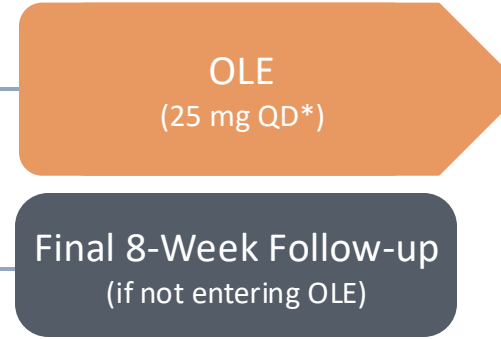 OLE
(25 mg QD*)
Final 8-Week Follow-up
(if not entering OLE)